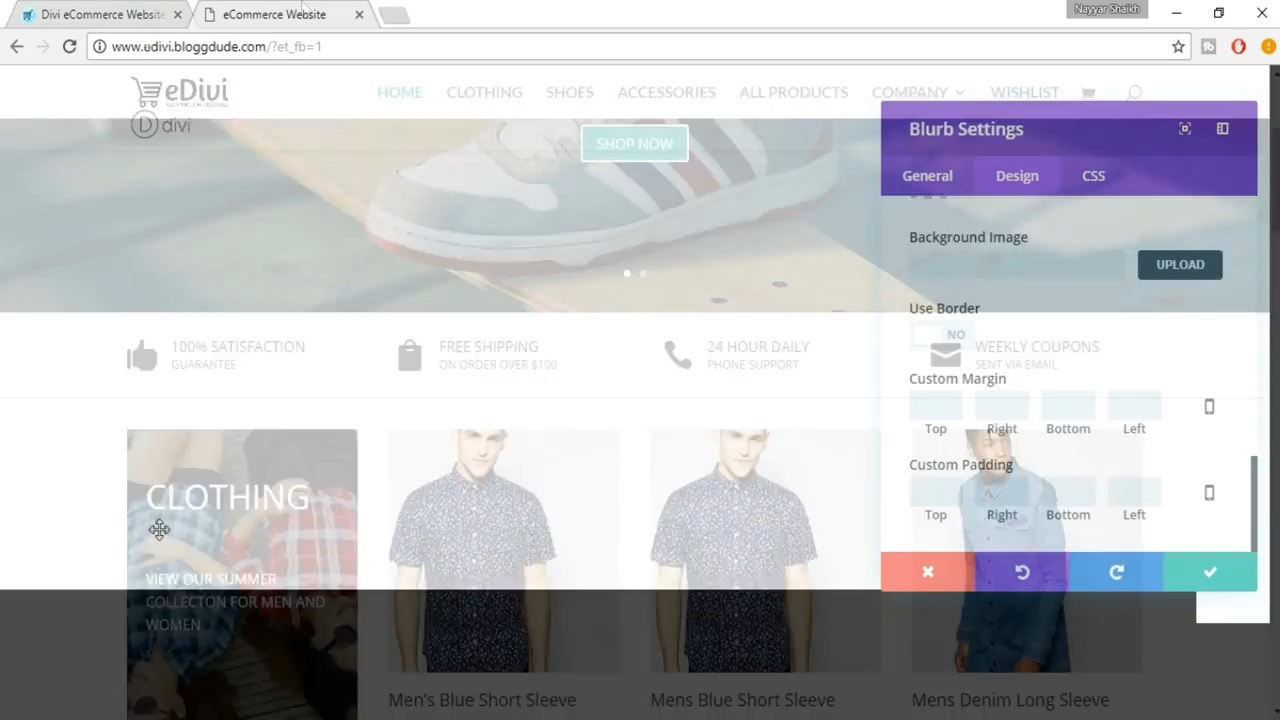 Nayyar Shaikh
Divi eCommerce Website
eCommerce Website
www.edivi.bloggdude.com/?et_fb=1
eDivi
divi
HOME
CLOTHING
SHOES
ACCESSORIES
ALL PRODUCTS
COMPANY
WISHLIST
SHOP NOW
Blurb Settings
General
Design
CSS
Background Image
UPLOAD
Use Border
NO
100% SATISFACTION
GUARANTEE
FREE SHIPPING
ON ORDER OVER $100
24 HOUR DAILY
PHONE SUPPORT
WEEKLY COUPONS
SENT VIA EMAIL
Custom Margin
Top
Right
Bottom
Left
Custom Padding
Top
Right
Bottom
Left
CLOTHING
VIEW OUR SUMMER
COLLECTON FOR MEN AND
WOMEN
Men's Blue Short Sleeve
Mens Blue Short Sleeve
Mens Denim Long Sleeve